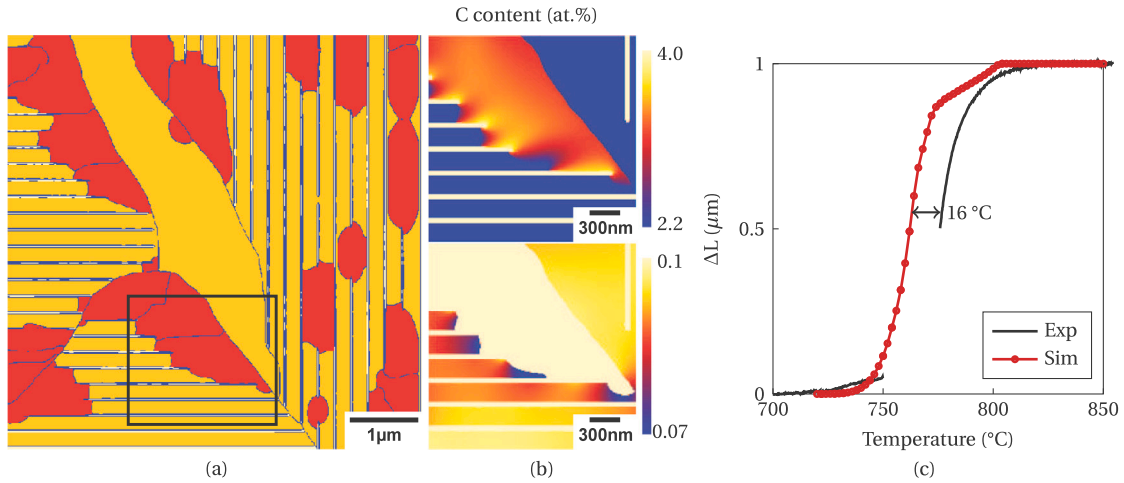 C content (at.%)
4.0
2.2
300nm
0.1
0.07
300nm
1µm
(a)
(b)
1
0.5
0
ΔL (µm)
16 °C
Exp
Sim
700
750
800
850
Temperature (°C)
(c)